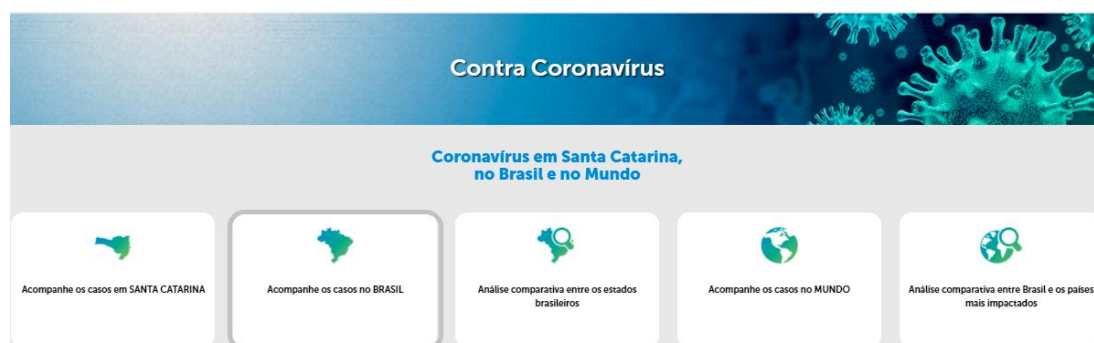 Contra Coronavírus
Coronavírus em Santa Catarina,
no Brasil e no Mundo
Acompanhe os casos em SANTA CATARINA
Acompanhe os casos no BRASIL
Análise comparativa entre os estados
brasileiros
Acompanhe os casos no MUNDO
Análise comparativa entre Brasil e os países
mais impactados